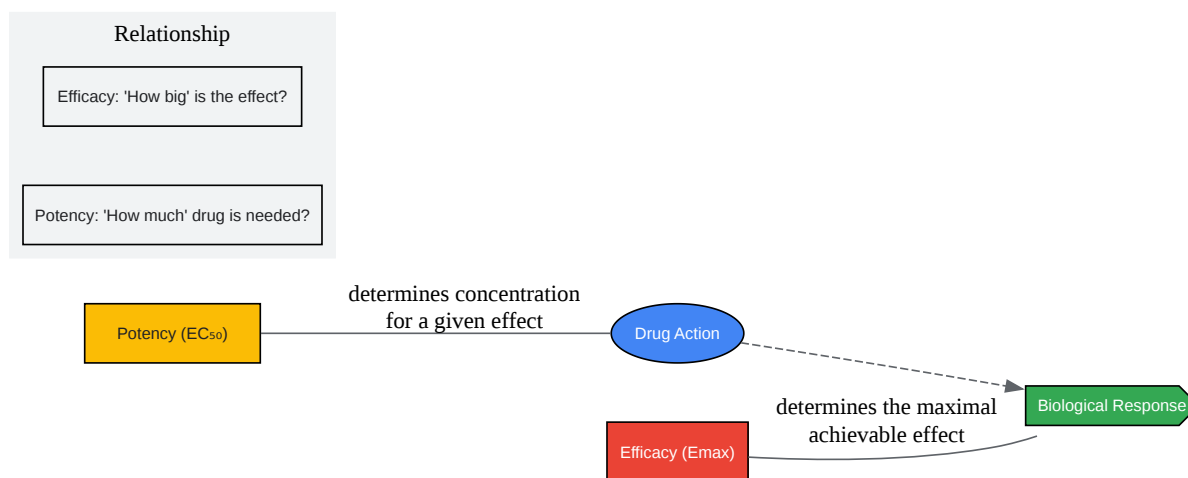 Relationship
Efficacy: 'How big' is the effect?
Potency: 'How much' drug is needed?
determines concentration
for a given effect
Potency (EC₅₀)
Drug Action
Biological Response
determines the maximal
achievable effect
Efficacy (Emax)